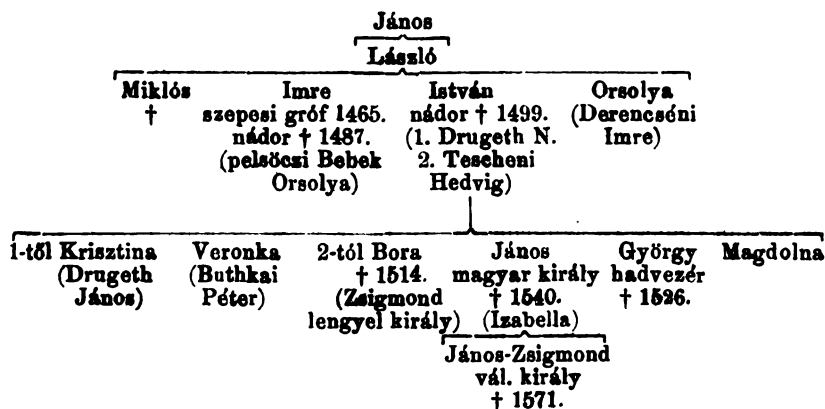 János
László
Miklós Imre István Orsolya
† szepesi gróf 1465. nádor † 1499. (Derencséni
nádor † 1487. (1. Drugeth N. Imre)
(pelsöczi Bebek 2. Tescheni
Orsolya) Hedvig)
1-től Krisztina Veronka 2-tól Bora János György Magdolna
(Drugeth (Buthkai † 1514. magyar király hadvezér
János) Péter) (Zsigmond † 1540. † 1526.
lengyel király) (Izabella)
János-Zsigmond
vál. király
† 1571.